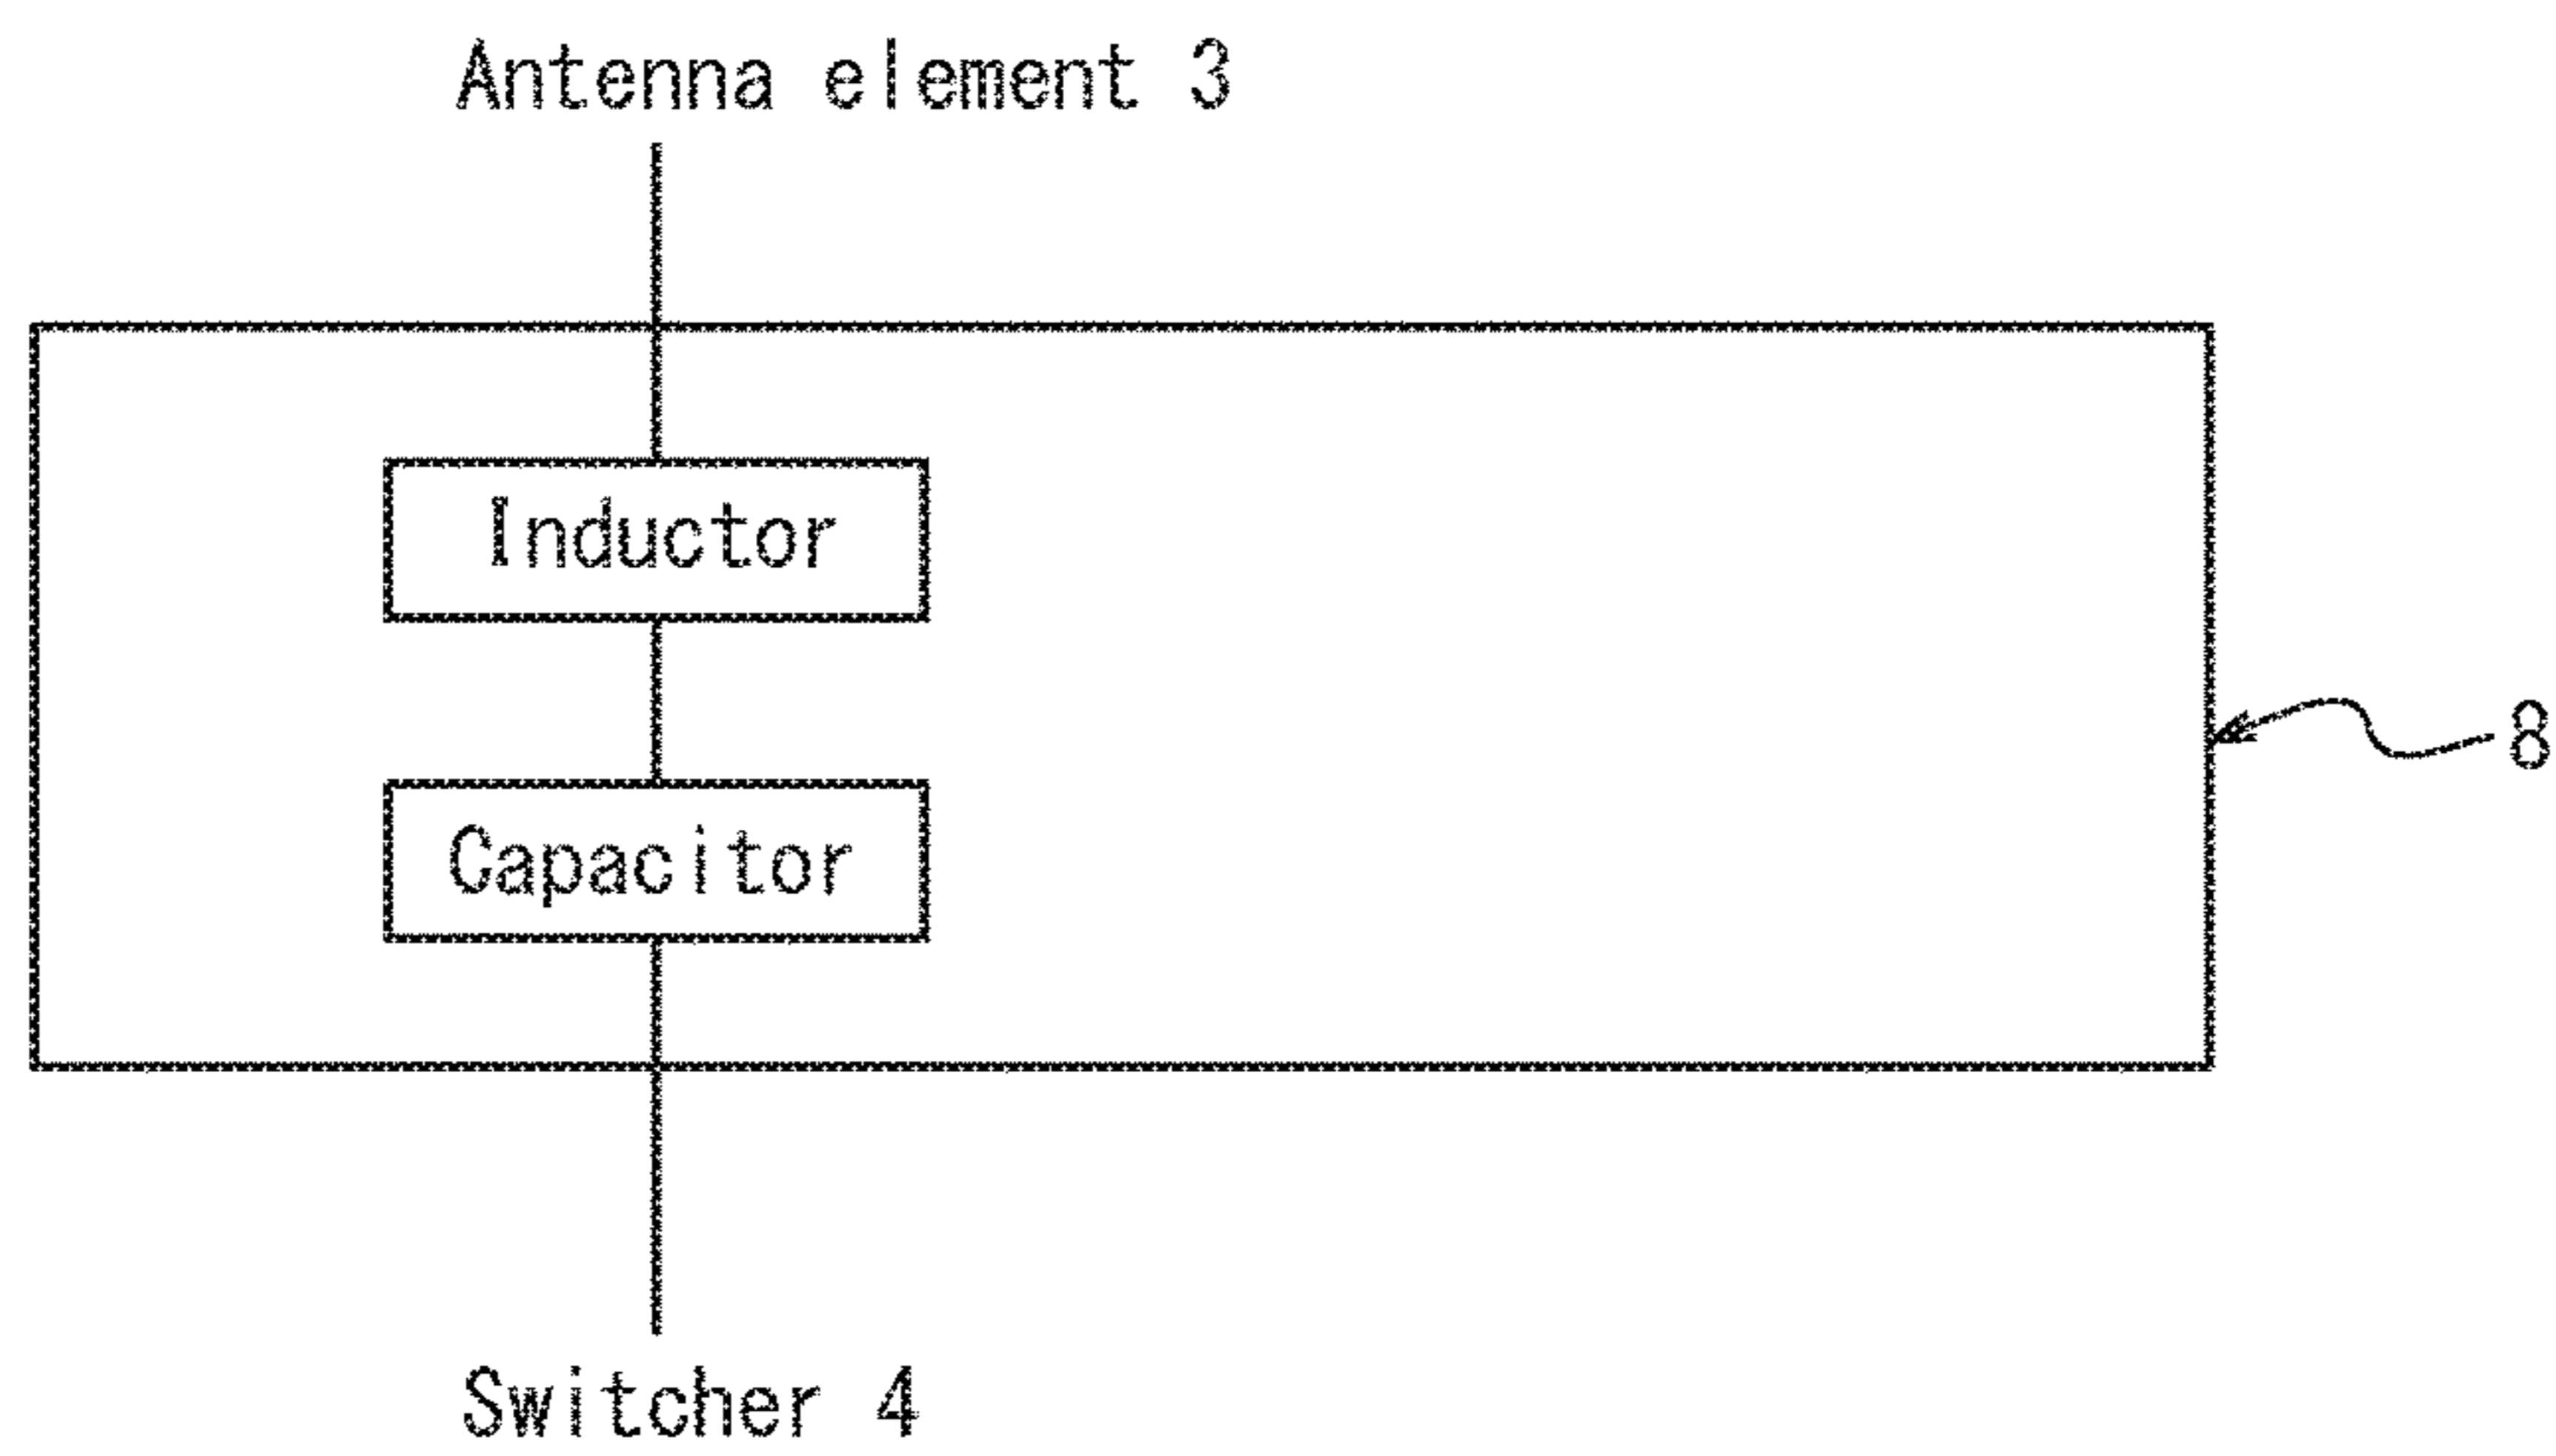 Antenna element 3
Inductor
8
Capacitor
Switcher 4